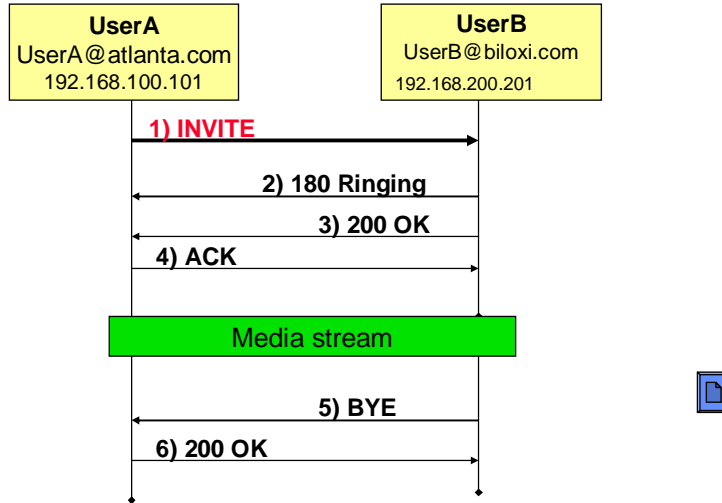 UserA
UserA@atlanta.com
192.168.100.101
UserB
UserB@biloxi.com
192.168.200.201
1) INVITE
2) 180 Ringing
3) 200 OK
4) ACK
Media stream
5) BYE
6) 200 OK